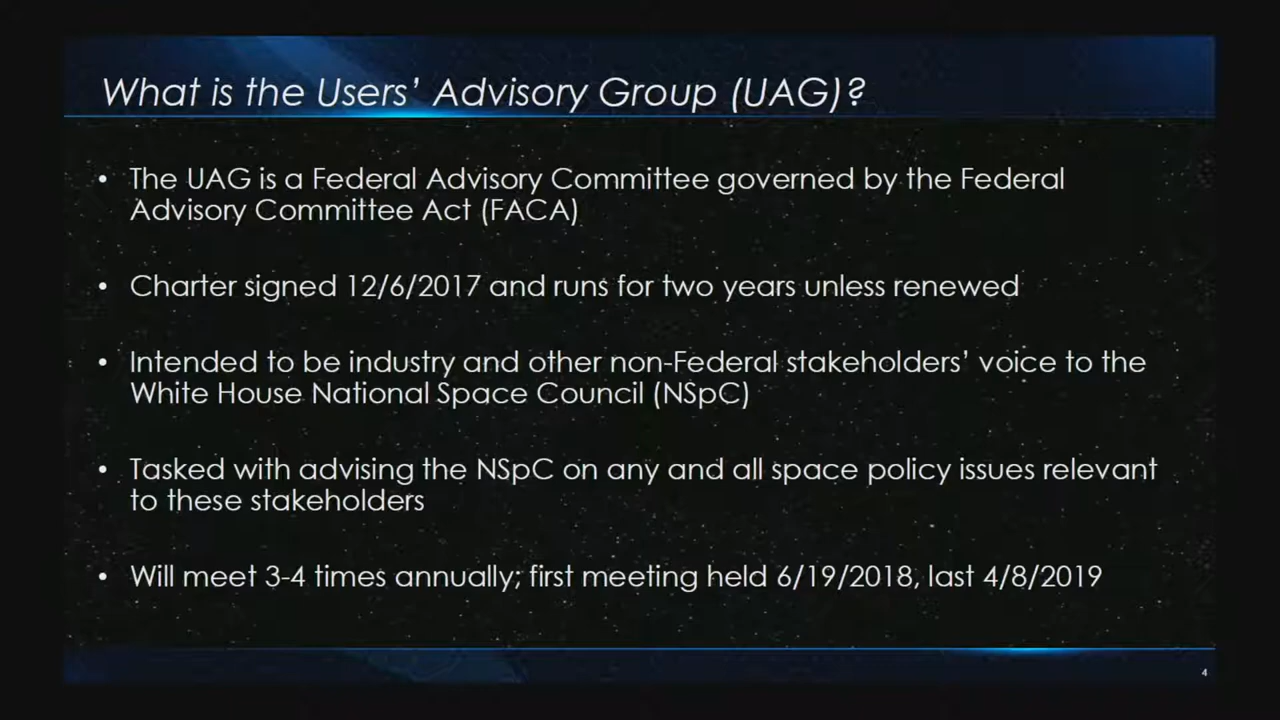 What is the Users' Advisory Group (UAG)?
• The UAG is a Federal Advisory Committee governed by the Federal
Advisory Committee Act (FACA)
• Charter signed 12/6/2017 and runs for two years unless renewed
• Intended to be industry and other non-Federal stakeholders' voice to the
White House National Space Council (NSpC)
• Tasked with advising the NSpC on any and all space policy issues relevant
to these stakeholders
• Will meet 3-4 times annually; first meeting held 6/19/2018, last 4/8/2019
4